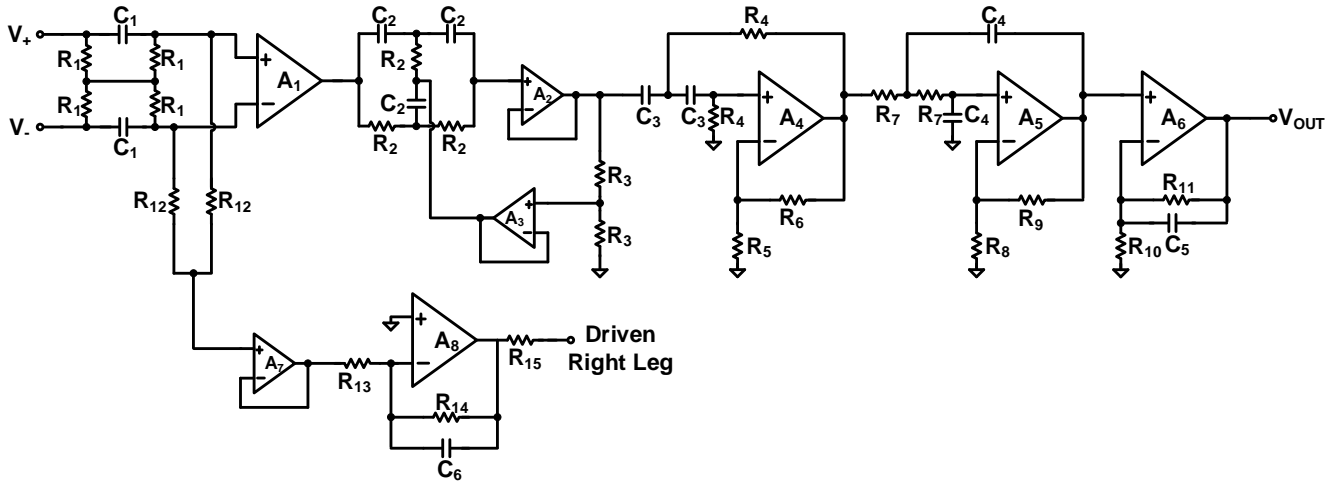 C1 C2 C2 R4 C4
V+
R1 R1 R2 A1 A2 A4 A5 A6 VOUT
C3 C3 R4 R7 R7 C4
R1 R1 C2
V-
C1 R2 R2
R12 R12 R3 R6 R9 R11
A3
R3 R5 R8 R10 C5
A8 Driven
R15 Right Leg
A7 R13
R14
C6